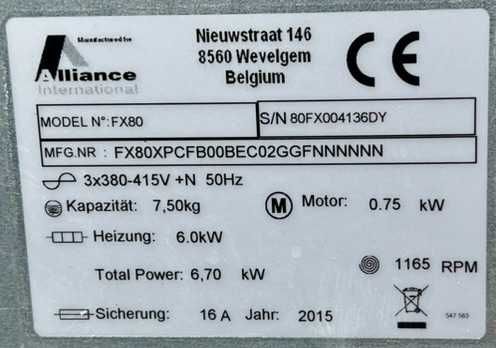 Manufactured for
Alliance
International
Nieuwstraat 146
8560 Wevelgem
Belgium
CE
MODEL N°:FX80
S/N 80FX004136DY
MFG.NR : FX80XPCFB00BEC02GGFNNNNNN
3x380-415V +N 50Hz
Kapazität: 7,50kg
M Motor: 0.75 kW
Heizung: 6.0kW
Total Power: 6,70 kW
1165 RPM
Sicherung: 16 A Jahr: 2015
547 563